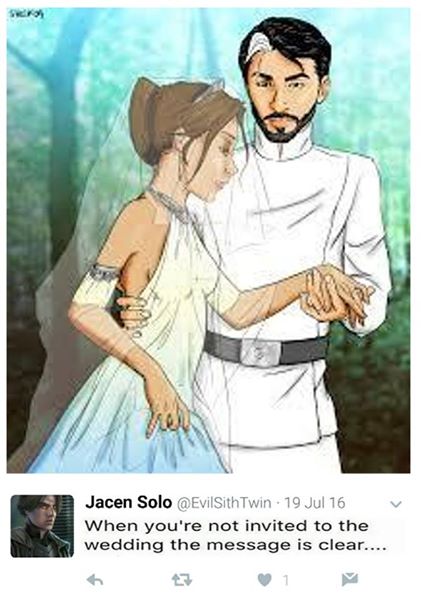 Jacen Solo @EvilSithTwin · 19 Jul 16
When you're not invited to the
wedding the message is clear....
1